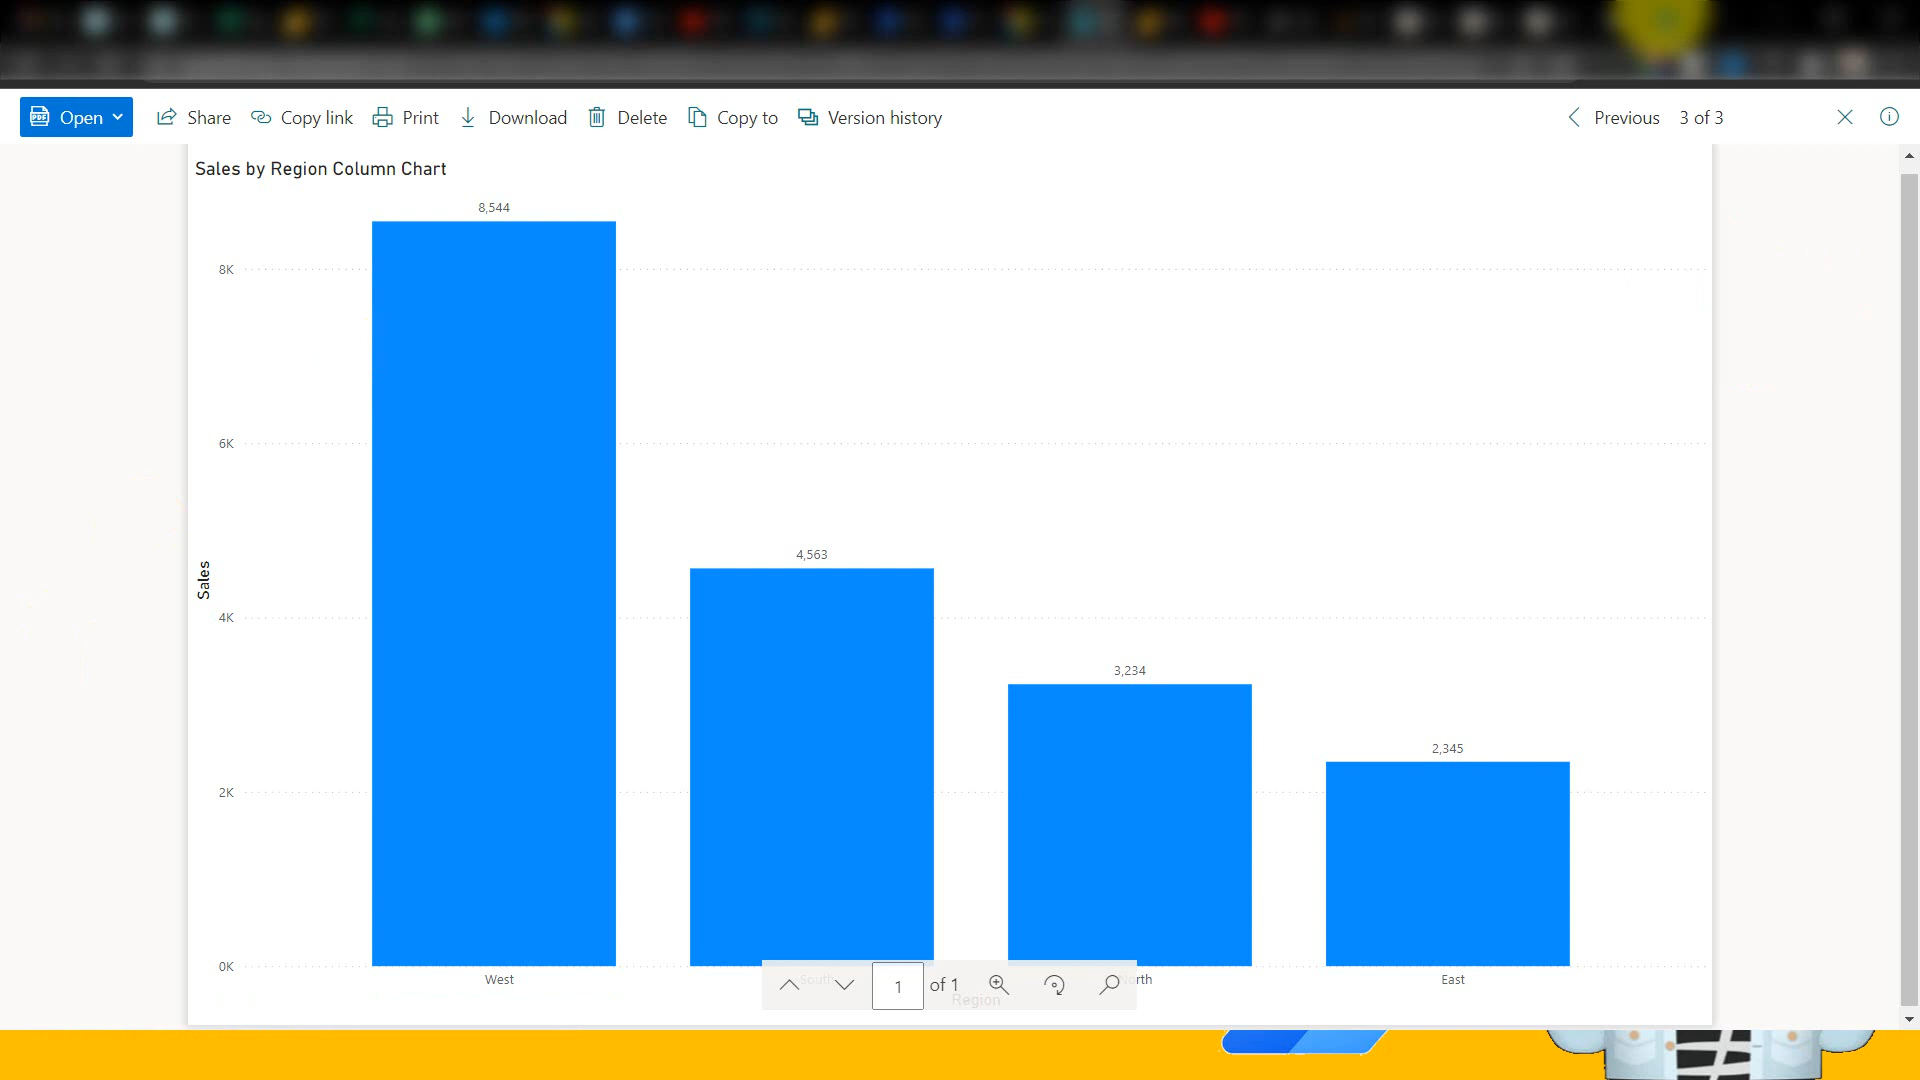 Open Share Copy link Print Download Delete Copy to Version history Previous 3 of 3
Sales by Region Column Chart
8,544
8K
6K
4,563
Sales
4K
3,234
2,345
2K
0K
West South North East
1 of 1
Region